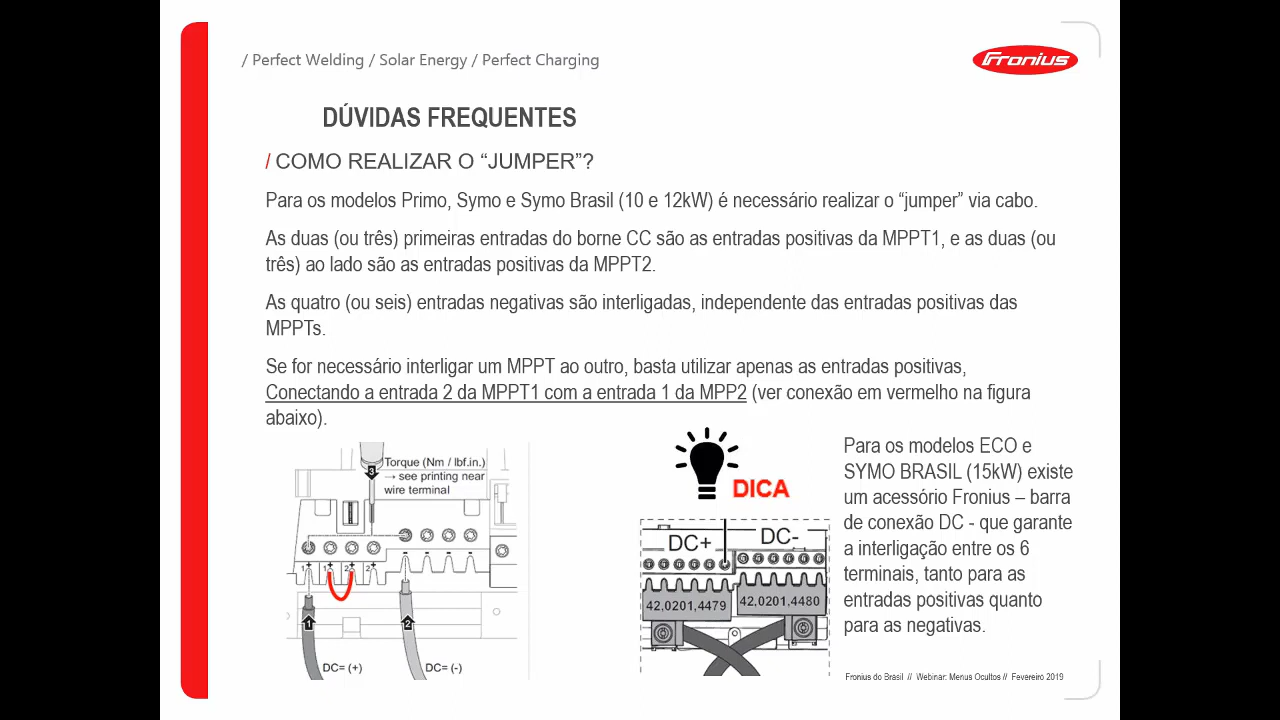 / Perfect Welding / Solar Energy / Perfect Charging
Fronius
DÚVIDAS FREQUENTES
/ COMO REALIZAR O “JUMPER”?
Para os modelos Primo, Symo e Symo Brasil (10 e 12kW) é necessário realizar o “jumper” via cabo.
As duas (ou três) primeiras entradas do borne CC são as entradas positivas da MPPT1, e as duas (ou
três) ao lado são as entradas positivas da MPPT2.
As quatro (ou seis) entradas negativas são interligadas, independente das entradas positivas das
MPPTs.
Se for necessário interligar um MPPT ao outro, basta utilizar apenas as entradas positivas,
Conectando a entrada 2 da MPPT1 com a entrada 1 da MPP2 (ver conexão em vermelho na figura
abaixo).
3
Torque (Nm / lbf.in.)
→ see printing near
wire terminal
1+ 1+ 2+ 2+ - - - -
1
2
DC= (+)
DC= (-)
DICA
DC+
DC-
42,0201,4479
42,0201,4480
Para os modelos ECO e
SYMO BRASIL (15kW) existe
um acessório Fronius – barra
de conexão DC - que garante
a interligação entre os 6
terminais, tanto para as
entradas positivas quanto
para as negativas.
Fronius do Brasil // Webinar: Menus Ocultos // Fevereiro 2019